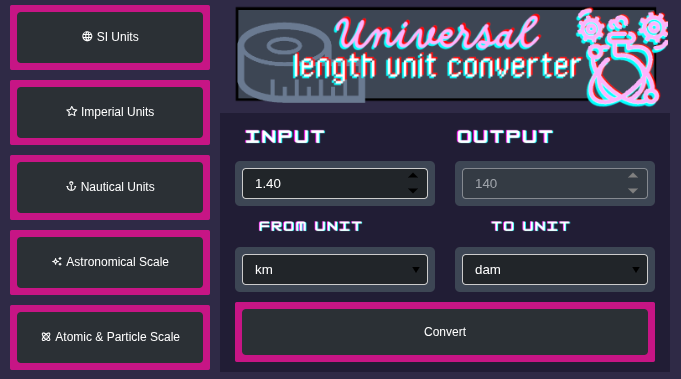 SI Units
Imperial Units
Nautical Units
Astronomical Scale
Atomic & Particle Scale
Universal
length unit converter
INPUT
OUTPUT
1.40
140
FROM UNIT
TO UNIT
km
dam
Convert